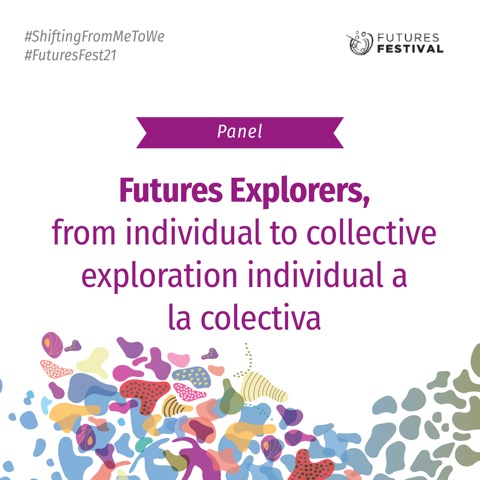 #ShiftingFromMeToWe
#FuturesFest21
FUTURES
FESTIVAL
Panel
Futures Explorers,
from individual to collective
exploration individual a
la colectiva